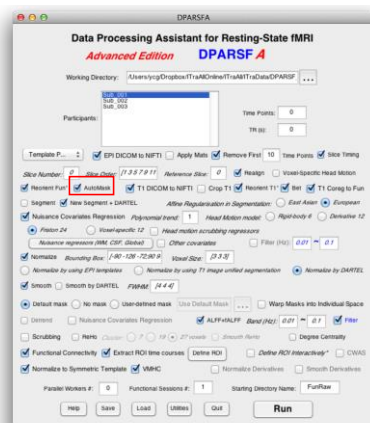 DPARSFA
Data Processing Assistant for Resting-State fMRI
Advanced Edition DPARSF A
Working Directory: /Users/ycg/Dropbox/ITraAllOnline/ITraAll/ITraData/DPARSF ...
Participants:
Sub_001
Sub_002
Sub_003
Time Points: 0
TR (s): 0
Template P... EPI DICOM to NIFTI Apply Mats Remove First 10 Time Points Slice Timing
Slice Number: 0 Slice Order: [1 3 5 7 9 11 Reference Slice: 0 Realign Voxel-Specific Head Motion
Reorient Fun* AutoMask T1 DICOM to NIFTI Crop T1 Reorient T1* Bet T1 Coreg to Fun
Segment New Segment + DARTEL Affine Regularisation in Segmentation: East Asian European
Nuisance Covariates Regression Polynomial trend: 1 Head Motion model: Rigid-body 6 Derivative 12
Friston 24 Voxel-specific 12 Head motion scrubbing regressors
Nuisance regressors (WM, CSF, Global) Other covariates Filter (Hz): 0.01 ~ 0.1
Normalize Bounding Box: [-90 -126 -72;90 9 Voxel Size: [3 3 3]
Normalize by using EPI templates Normalize by using T1 image unified segmentation Normalize by DARTEL
Smooth Smooth by DARTEL FWHM: [4 4 4]
Default mask No mask User-defined mask Use Default Mask ... Warp Masks into Individual Space
Detrend Nuisance Covariates Regression ALFF+fALFF Band (Hz): 0.01 ~ 0.1 Filter
Scrubbing ReHo Cluster: 7 19 27 voxels Smooth ReHo Degree Centrality
Functional Connectivity Extract ROI time courses Define ROI Define ROI Interactively* CWAS
Normalize to Symmetric Template VMHC Normalize Derivatives Smooth Derivatives
Parallel Workers #: 0 Functional Sessions #: 1 Starting Directory Name: FunRaw
Help Save Load Utilities Quit Run